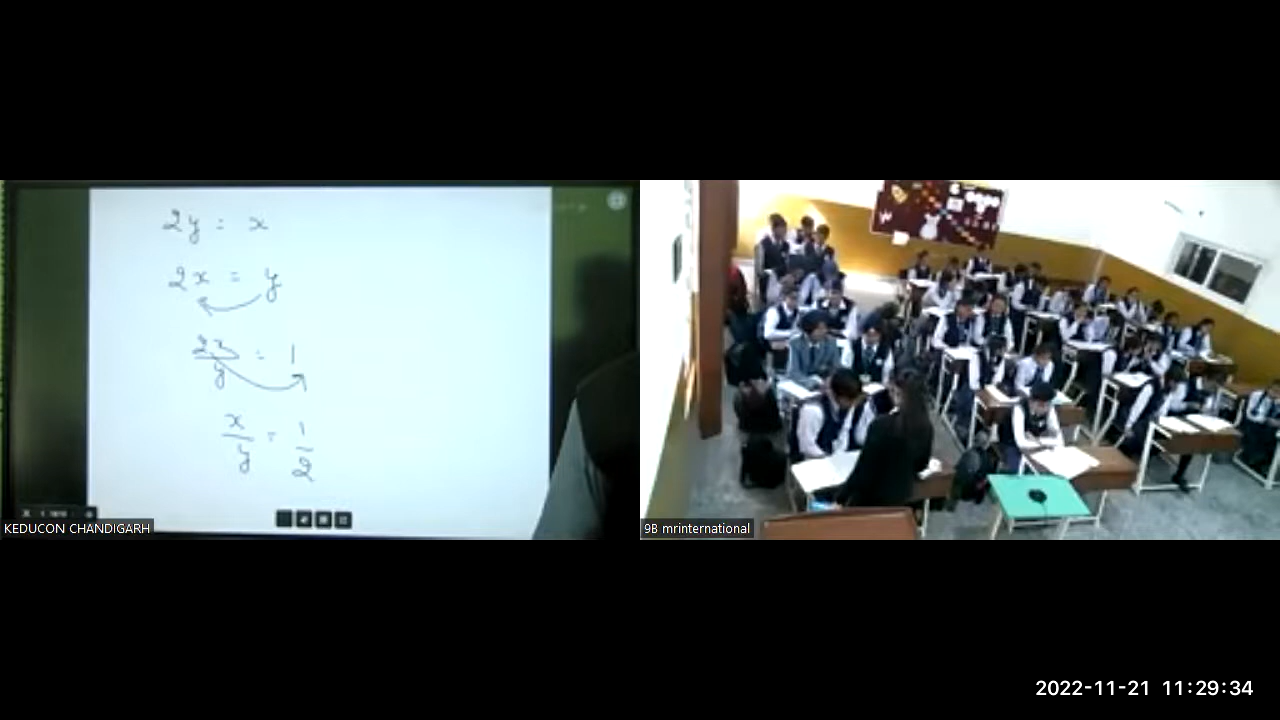 2y = x
2x = y
2x/y = 1
x/y = 1/2
KEDUCON CHANDIGARH
9B mrinternational
2022-11-21 11:29:34